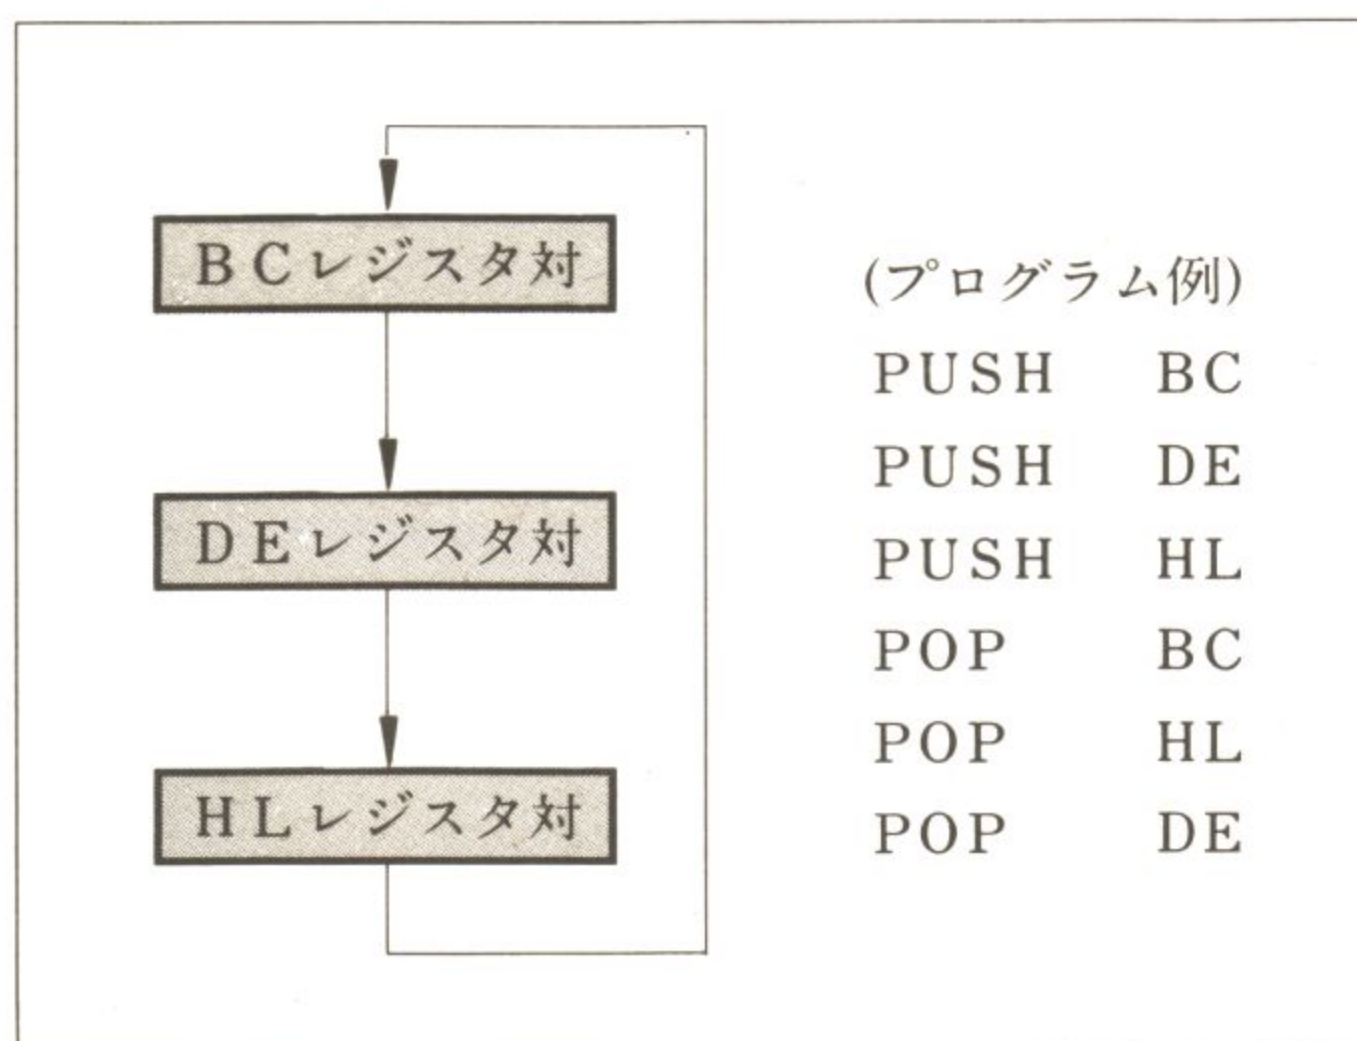 BCレジスタ対
DEレジスタ対
HLレジスタ対
(プログラム例)
PUSH BC
PUSH DE
PUSH HL
POP BC
POP HL
POP DE